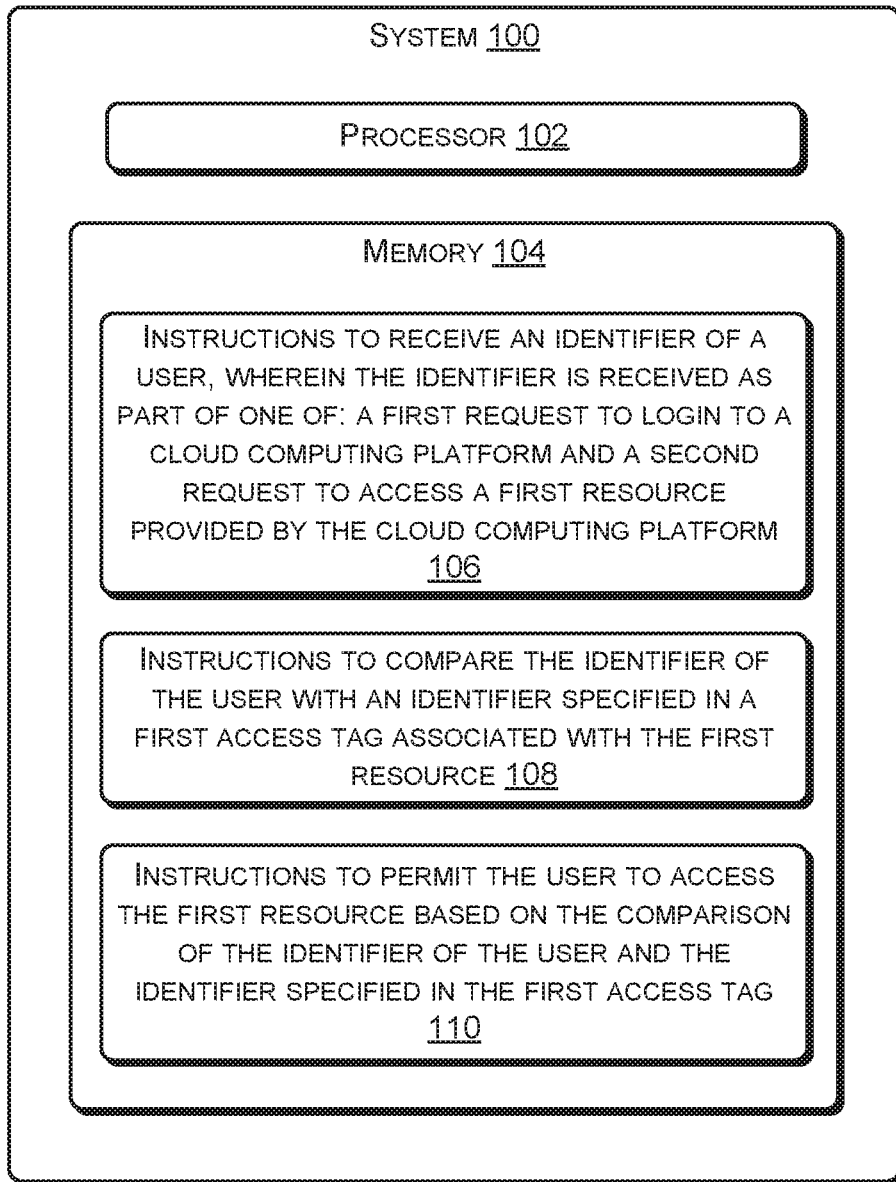 SYSTEM 100
PROCESSOR 102
MEMORY 104
INSTRUCTIONS TO RECEIVE AN IDENTIFIER OF A
USER, WHEREIN THE IDENTIFIER IS RECEIVED AS
PART OF ONE OF: A FIRST REQUEST TO LOGIN TO A
CLOUD COMPUTING PLATFORM AND A SECOND
REQUEST TO ACCESS A FIRST RESOURCE
PROVIDED BY THE CLOUD COMPUTING PLATFORM
106
INSTRUCTIONS TO COMPARE THE IDENTIFIER OF
THE USER WITH AN IDENTIFIER SPECIFIED IN A
FIRST ACCESS TAG ASSOCIATED WITH THE FIRST
RESOURCE 108
INSTRUCTIONS TO PERMIT THE USER TO ACCESS
THE FIRST RESOURCE BASED ON THE COMPARISON
OF THE IDENTIFIER OF THE USER AND THE
IDENTIFIER SPECIFIED IN THE FIRST ACCESS TAG
110